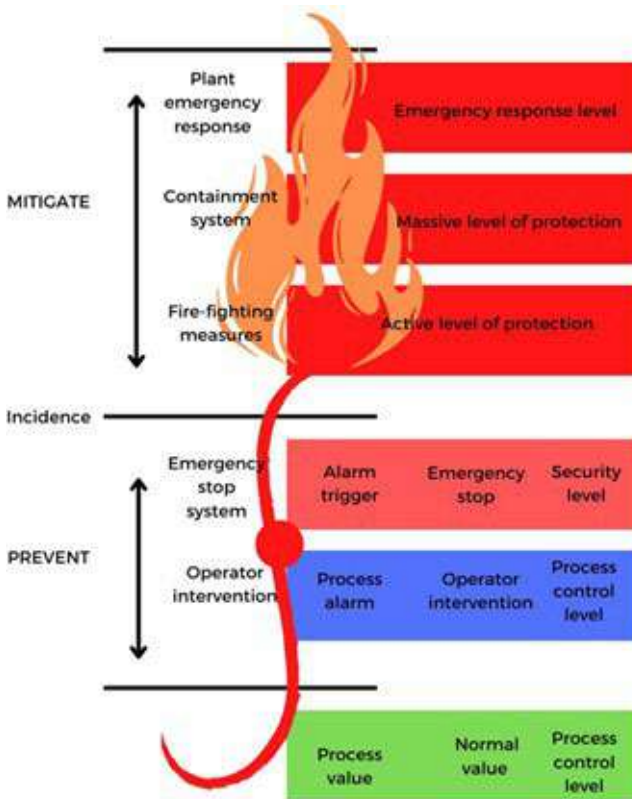 Plant
emergency
response
Emergency response level
MITIGATE
Containment
system
Massive level of protection
Fire-fighting
measures
Active level of protection
Incidence
Emergency
stop
system
Alarm
trigger
Emergency
stop
Security
level
PREVENT
Operator
intervention
Process
alarm
Operator
intervention
Process
control
level
Process
value
Normal
value
Process
control
level